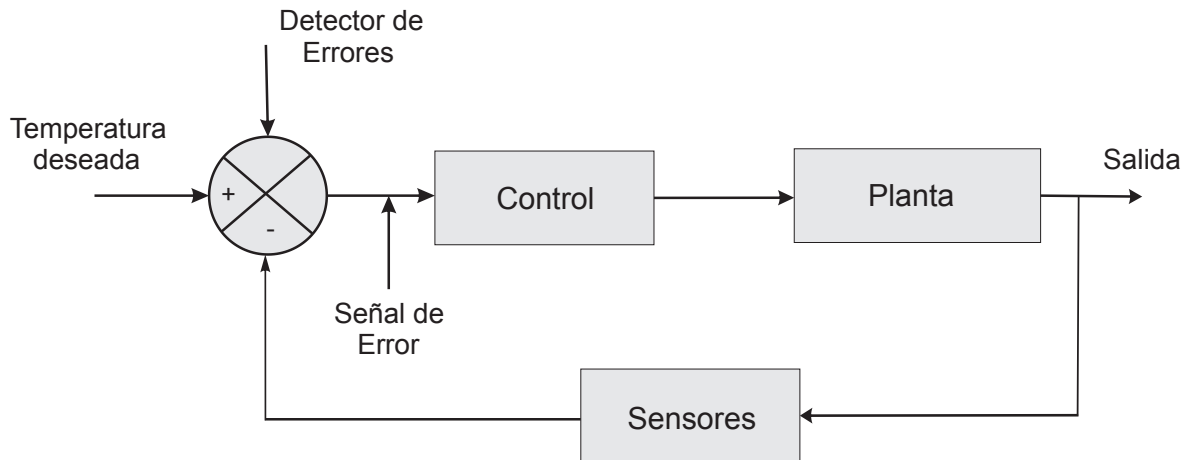 Detector de
Errores
Temperatura
deseada
+
-
Control
Planta
Salida
Señal de
Error
Sensores